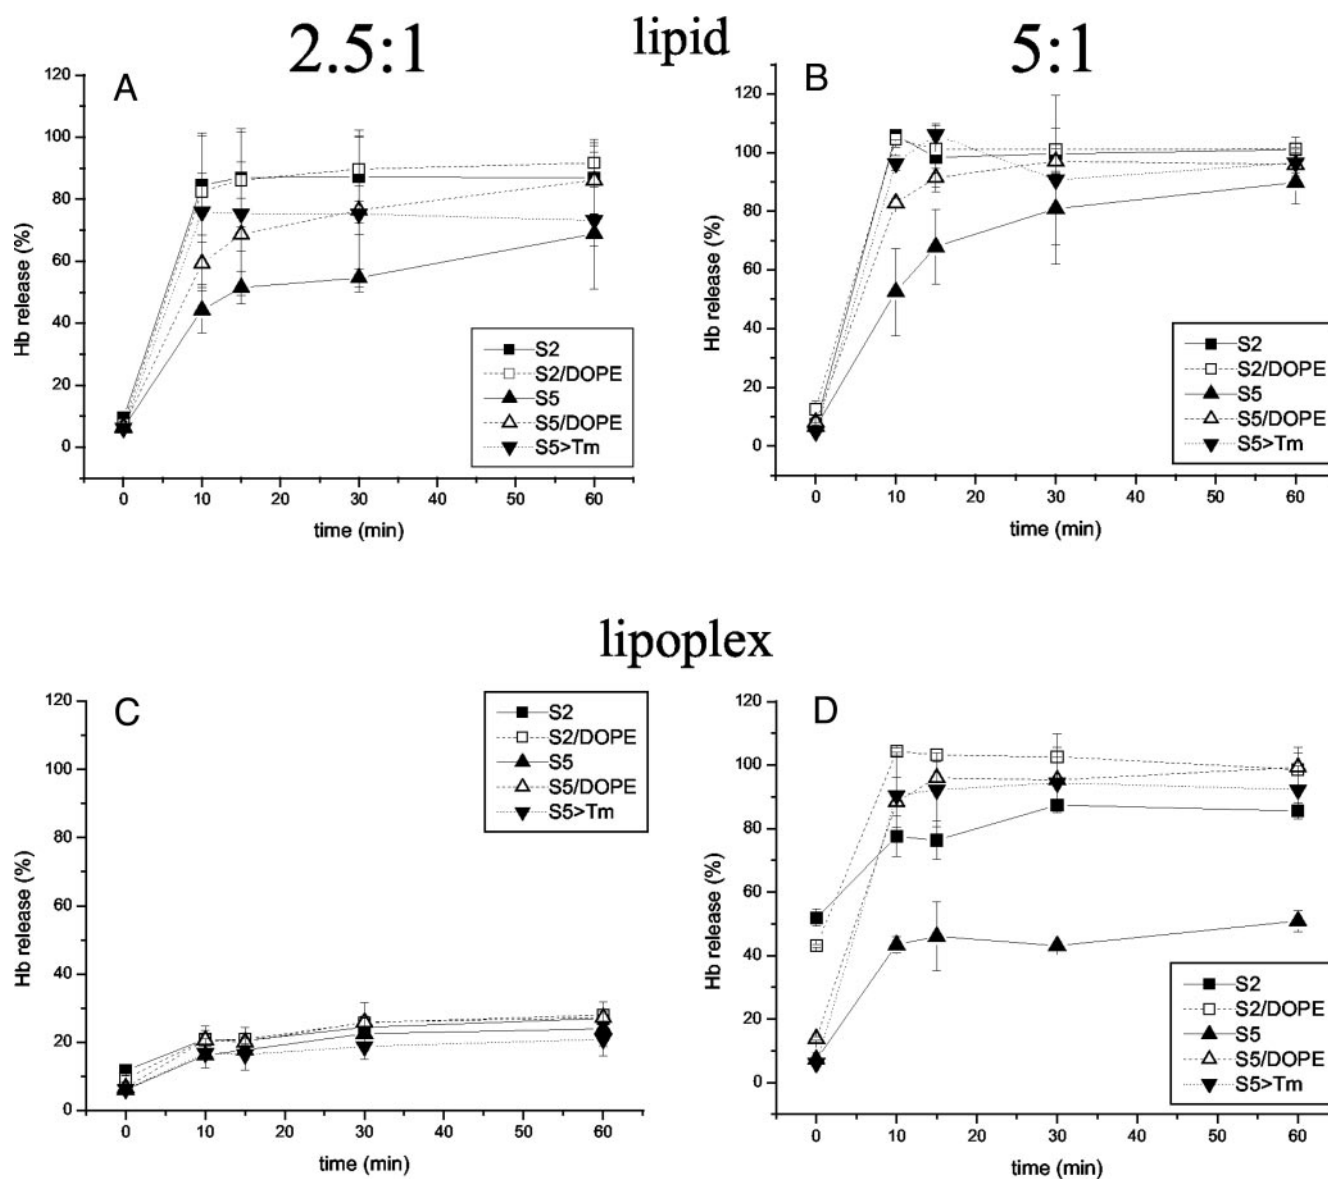 2.5:1
lipid
5:1
A
120
100
80
60
40
20
0
Hb release (%)
S2
S2/DOPE
S5
S5/DOPE
S5>Tm
0 10 20 30 40 50 60
time (min)
B
120
100
80
60
40
20
0
Hb release (%)
S2
S2/DOPE
S5
S5/DOPE
S5>Tm
0 10 20 30 40 50 60
time (min)
lipoplex
C
120
100
80
60
40
20
0
Hb release (%)
S2
S2/DOPE
S5
S5/DOPE
S5>Tm
0 10 20 30 40 50 60
time (min)
D
120
100
80
60
40
20
0
Hb release (%)
S2
S2/DOPE
S5
S5/DOPE
S5>Tm
0 10 20 30 40 50 60
time (min)